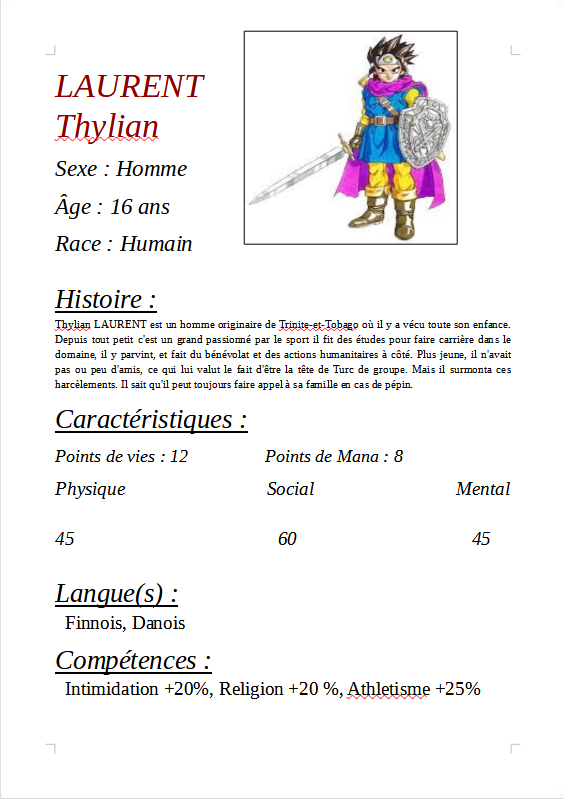 LAURENT
Thylian
Sexe : Homme
Âge : 16 ans
Race : Humain
Histoire :
Thylian LAURENT est un homme originaire de Trinite-et-Tobago où il y a vécu toute son enfance.
Depuis tout petit c'est un grand passionné par le sport il fit des études pour faire carrière dans le
domaine, il y parvint, et fait du bénévolat et des actions humanitaires à côté. Plus jeune, il n'avait
pas ou peu d'amis, ce qui lui valut le fait d'être la tête de Turc de groupe. Mais il surmonta ces
harcèlements. Il sait qu'il peut toujours faire appel à sa famille en cas de pépin.
Caractéristiques :
Points de vies : 12 Points de Mana : 8
Physique Social Mental
45 60 45
Langue(s) :
Finnois, Danois
Compétences :
Intimidation +20%, Religion +20 %, Athletisme +25%